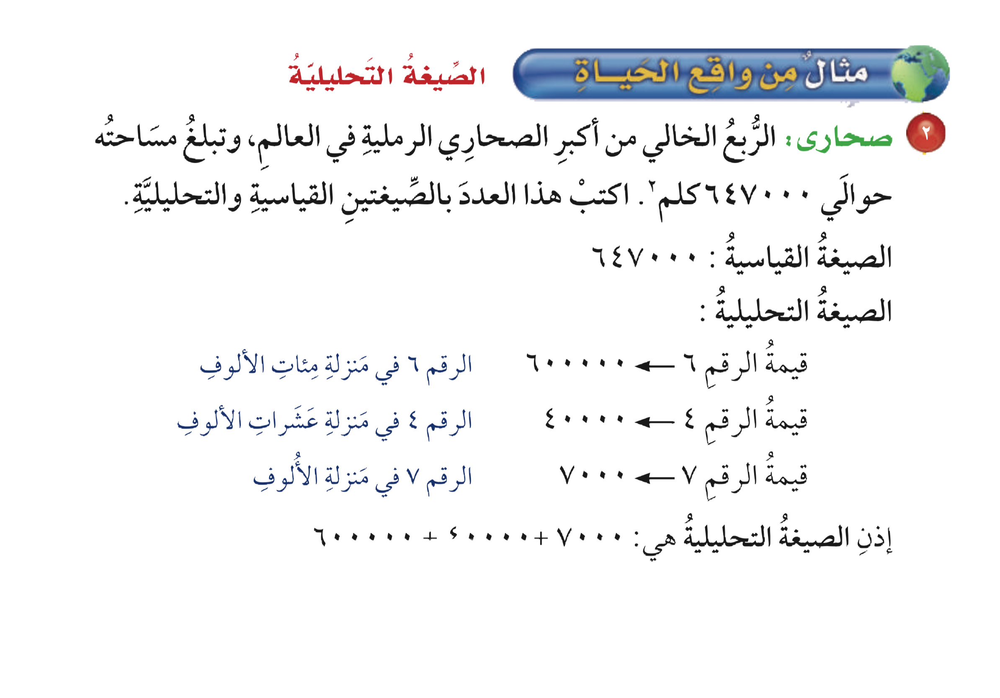 مثالٌ مِن واقِع الحَيـاةِ الصِّيغةُ التَحليليّةُ
٢ صحارى: الرُّبعُ الخالي من أكبرِ الصحارِي الرمليةِ في العالمِ، وتبلغُ مسَاحتُه
حوالَي ٦٤٧٠٠٠ كلم٢ . اكتبْ هذا العددَ بالصِّيغتينِ القياسيةِ والتحليليَّةِ.
الصيغةُ القياسيةُ : ٦٤٧٠٠٠
الصيغةُ التحليليةُ :
قيمةُ الرقمِ ٦ ← ٦٠٠٠٠٠ الرقم ٦ في مَنزلةِ مِئاتِ الألوفِ
قيمةُ الرقمِ ٤ ← ٤٠٠٠٠ الرقم ٤ في مَنزلةِ عَشَراتِ الألوفِ
قيمةُ الرقمِ ٧ ← ٧٠٠٠ الرقم ٧ في مَنزلةِ الأُلوفِ
إذنِ الصيغةُ التحليليةُ هي: ٧٠٠٠ + ٤٠٠٠٠ + ٦٠٠٠٠٠